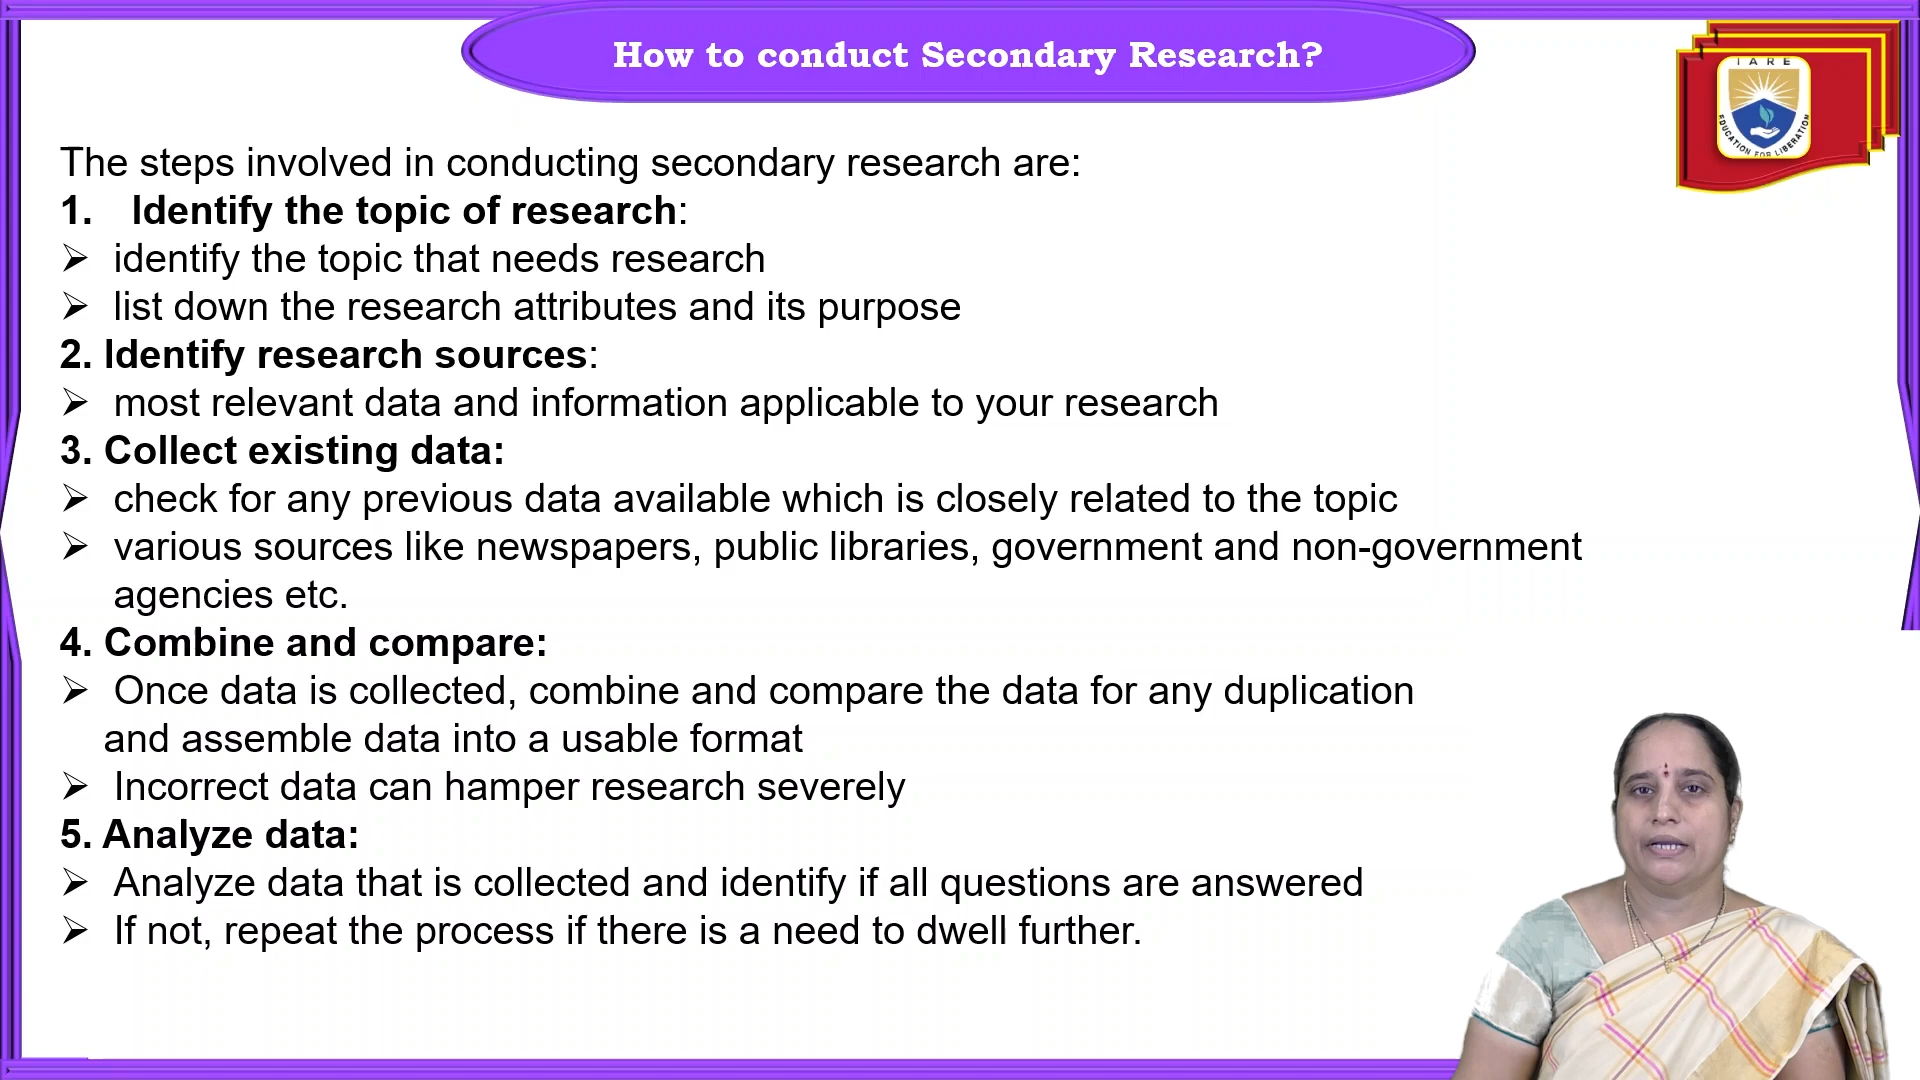 How to conduct Secondary Research?
IARE
EDUCATION FOR LIBERATION
The steps involved in conducting secondary research are:
1. Identify the topic of research:
➢ identify the topic that needs research
➢ list down the research attributes and its purpose
2. Identify research sources:
➢ most relevant data and information applicable to your research
3. Collect existing data:
➢ check for any previous data available which is closely related to the topic
➢ various sources like newspapers, public libraries, government and non-government
agencies etc.
4. Combine and compare:
➢ Once data is collected, combine and compare the data for any duplication
and assemble data into a usable format
➢ Incorrect data can hamper research severely
5. Analyze data:
➢ Analyze data that is collected and identify if all questions are answered
➢ If not, repeat the process if there is a need to dwell further.